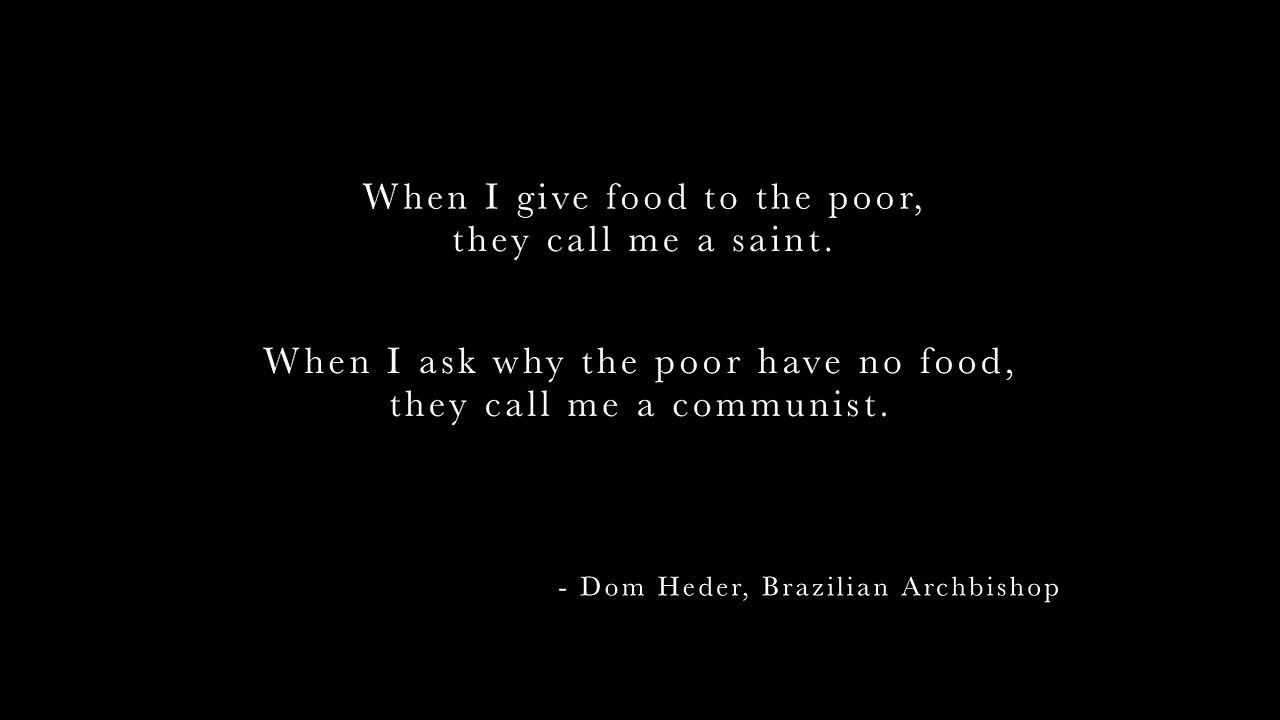 When I give food to the poor,
they call me a saint.
When I ask why the poor have no food,
they call me a communist.
- Dom Heder, Brazilian Archbishop